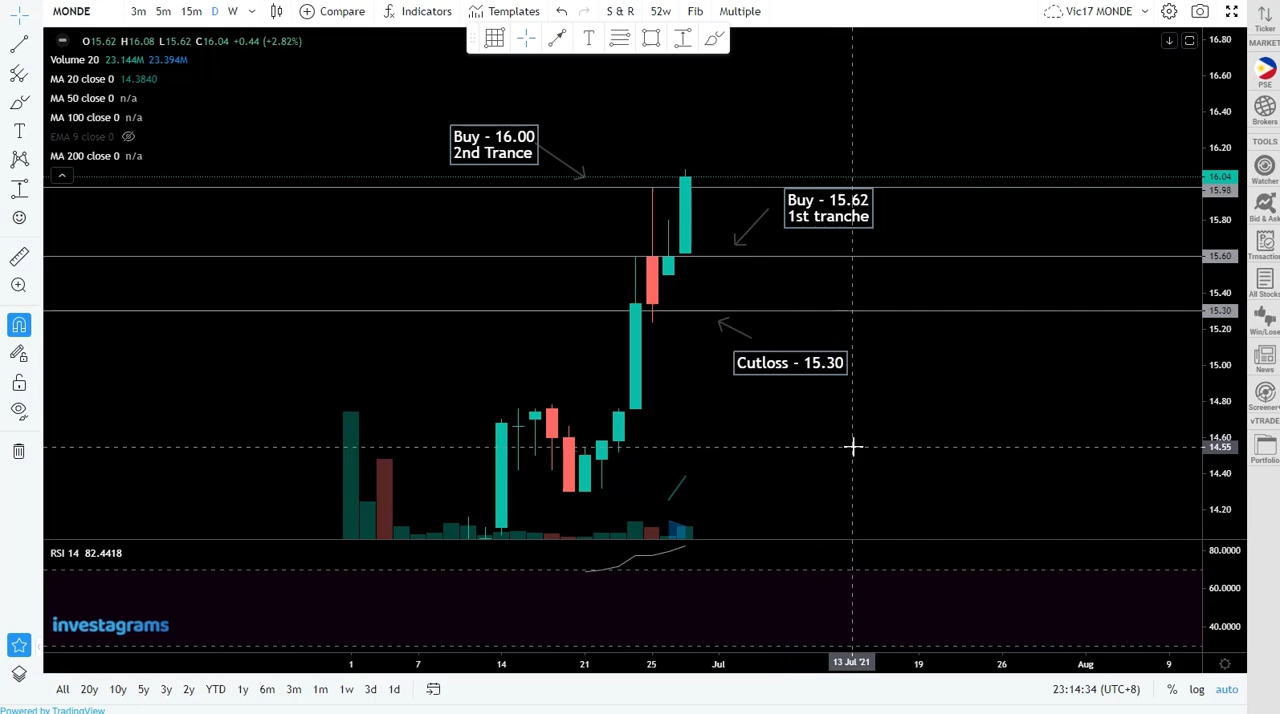 MONDE
3m 5m 15m D W
Compare
Indicators
Templates
S & R 52w Fib Multiple
Vic17 MONDE
Ticker
O15.62 H16.08 L15.62 C16.04 +0.44 (+2.82%)
Volume 20 23.144M 23.394M
MA 20 close 0 14.3840
MA 50 close 0 n/a
MA 100 close 0 n/a
EMA 9 close 0
MA 200 close 0 n/a
Buy - 16.00
2nd Trance
Buy - 15.62
1st tranche
Cutloss - 15.30
16.80
16.60
16.40
16.20
16.04
15.98
15.80
15.60
15.40
15.30
15.20
15.00
14.80
14.60
14.55
14.40
14.20
RSI 14 82.4418
80.0000
60.0000
40.0000
investagrams
1 7 14 21 25 Jul 13 Jul '21 19 26 Aug 9
All 20y 10y 5y 3y 2y YTD 1y 6m 3m 1m 1w 3d 1d
23:14:34 (UTC+8) % log auto
Powered by TradingView
MARKET
PSE
Brokers
TOOLS
Watcher
Bid & Ask
Trnsaction
All Stocks
Win/Lose
News
Screener
vTRADE
Portfolio